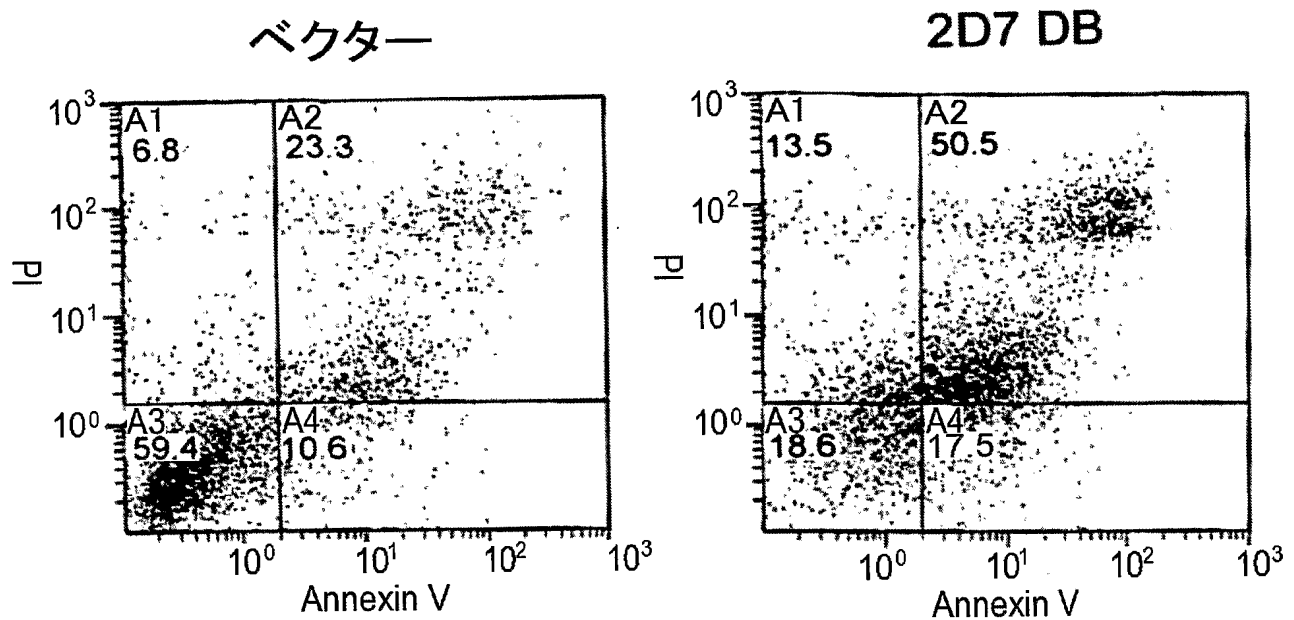 ベクター
10³
A1
6.8
A2
23.3
10²
PI
10¹
10⁰
A3
59.4
A4
10.6
10⁰ 10¹ 10² 10³
Annexin V
2D7 DB
10³
A1
13.5
A2
50.5
10²
PI
10¹
10⁰
A3
18.6
A4
17.5
10⁰ 10¹ 10² 10³
Annexin V